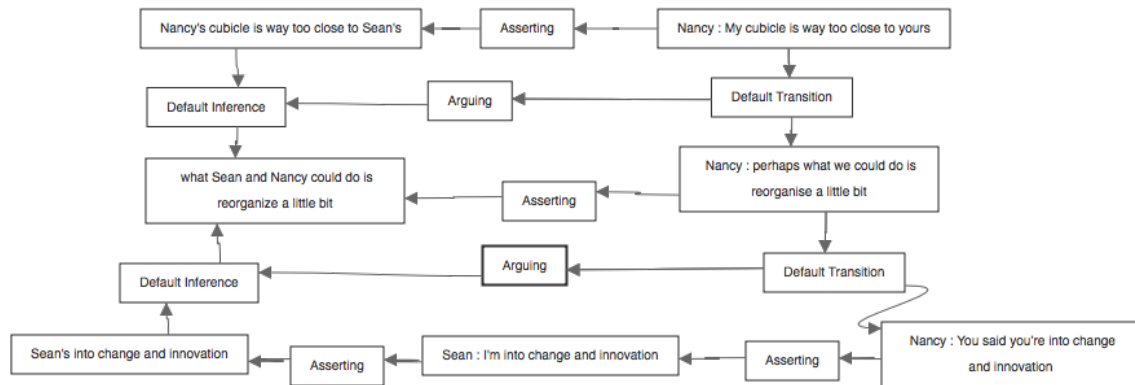 Nancy's cubicle is way too close to Sean's
Asserting
Nancy : My cubicle is way too close to yours
Default Inference
Arguing
Default Transition
what Sean and Nancy could do is
reorganize a little bit
Asserting
Nancy : perhaps what we could do is
reorganise a little bit
Default Inference
Arguing
Default Transition
Sean's into change and innovation
Asserting
Sean : I'm into change and innovation
Asserting
Nancy : You said you're into change
and innovation